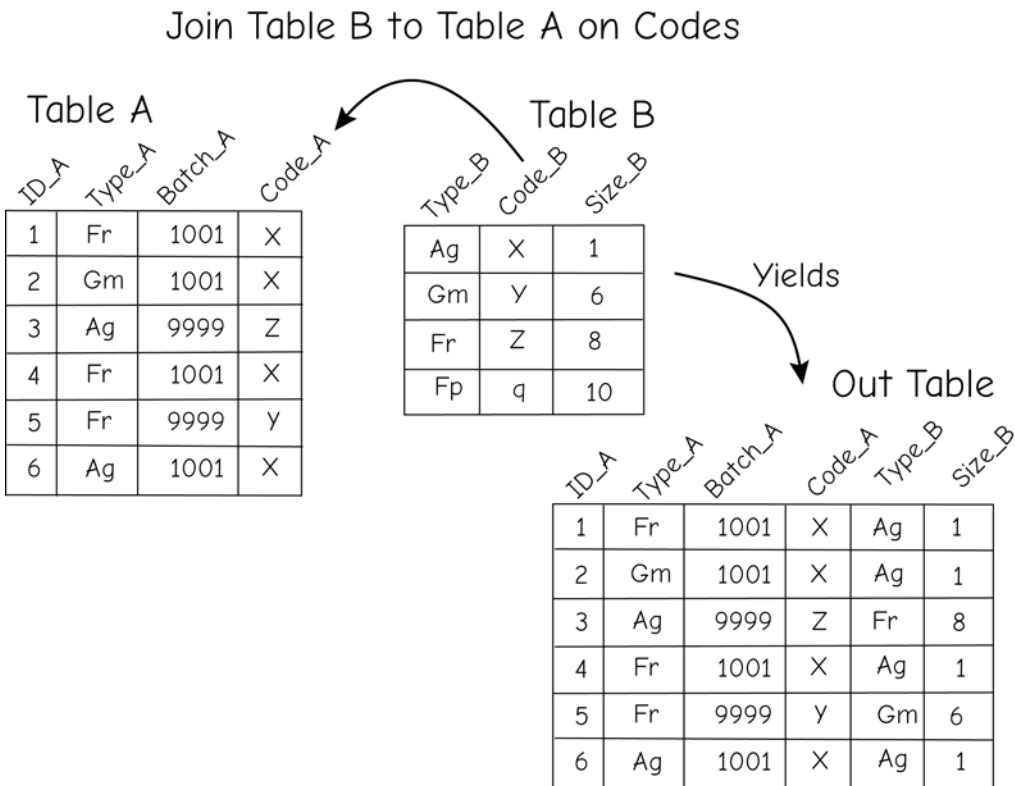 Join Table B to Table A on Codes
Table A
ID_A Type_A Batch_A Code_A
1 Fr 1001 X
2 Gm 1001 X
3 Ag 9999 Z
4 Fr 1001 X
5 Fr 9999 y
6 Ag 1001 X
Table B
Type_B Code_B Size_B
Ag X 1
Gm y 6
Fr Z 8
Fp q 10
Yields
Out Table
ID_A Type_A Batch_A Code_A Type_B Size_B
1 Fr 1001 X Ag 1
2 Gm 1001 X Ag 1
3 Ag 9999 Z Fr 8
4 Fr 1001 X Ag 1
5 Fr 9999 y Gm 6
6 Ag 1001 X Ag 1